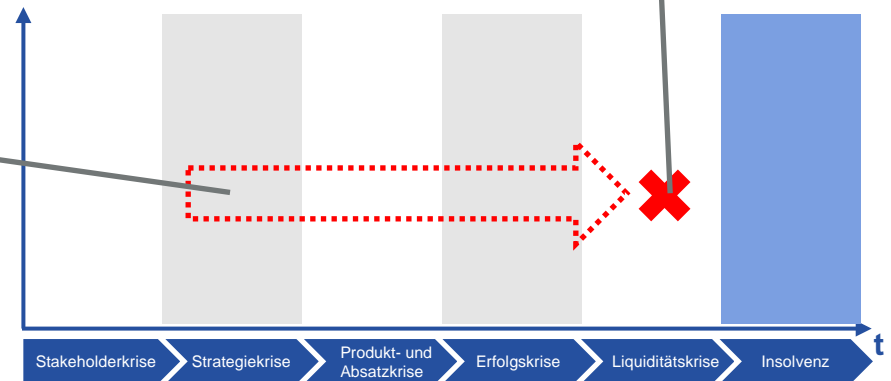 t
Stakeholderkrise
Strategiekrise
Produkt- und
Absatzkrise
Erfolgskrise
Liquiditätskrise
Insolvenz